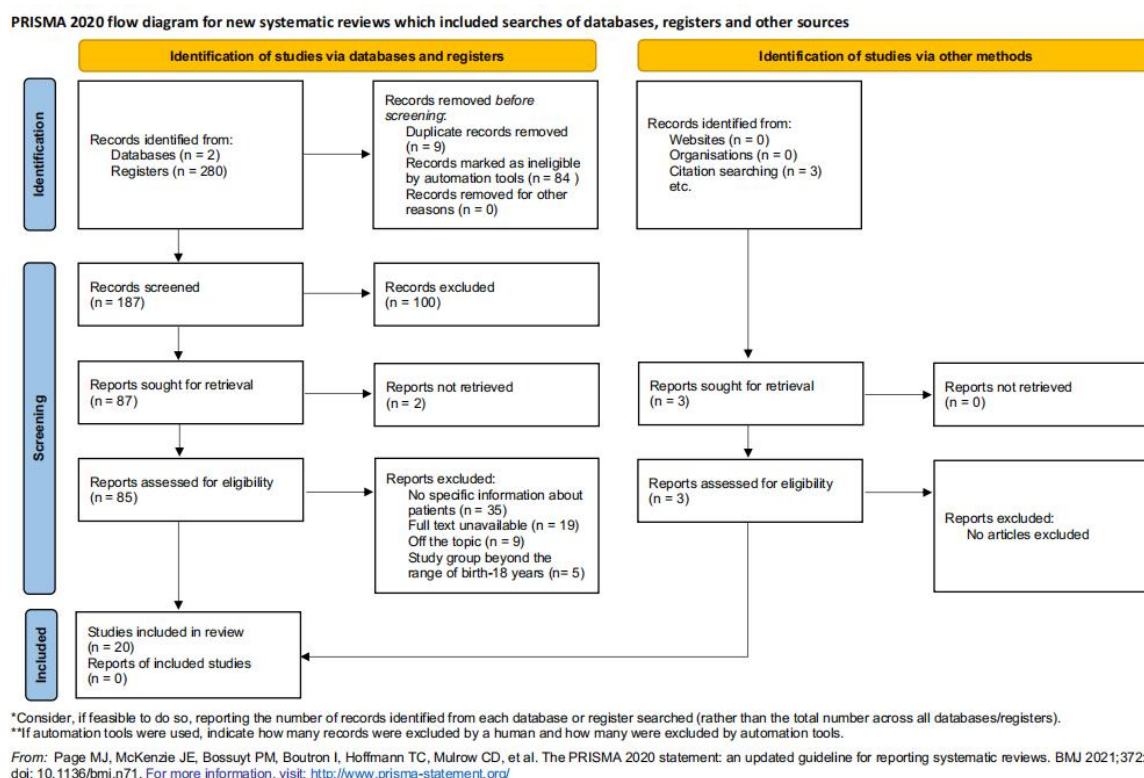 PRISMA 2020 flow diagram for new systematic reviews which included searches of databases, registers and other sources
Identification of studies via databases and registers
Identification of studies via other methods
Identification
Records identified from:
Databases (n = 2)
Registers (n = 280)
Records removed before
screening:
Duplicate records removed
(n = 9)
Records marked as ineligible
by automation tools (n = 84 )
Records removed for other
reasons (n = 0)
Records identified from:
Websites (n = 0)
Organisations (n = 0)
Citation searching (n = 3)
etc.
Screening
Records screened
(n = 187)
Records excluded
(n = 100)
Reports sought for retrieval
(n = 87)
Reports not retrieved
(n = 2)
Reports sought for retrieval
(n = 3)
Reports not retrieved
(n = 0)
Reports assessed for eligibility
(n = 85)
Reports excluded:
No specific information about
patients (n = 35)
Full text unavailable (n = 19)
Off the topic (n = 9)
Study group beyond the
range of birth-18 years (n= 5)
Reports assessed for eligibility
(n = 3)
Reports excluded:
No articles excluded
Included
Studies included in review
(n = 20)
Reports of included studies
(n = 0)
*Consider, if feasible to do so, reporting the number of records identified from each database or register searched (rather than the total number across all databases/registers).
**If automation tools were used, indicate how many records were excluded by a human and how many were excluded by automation tools.
From: Page MJ, McKenzie JE, Bossuyt PM, Boutron I, Hoffmann TC, Mulrow CD, et al. The PRISMA 2020 statement: an updated guideline for reporting systematic reviews. BMJ 2021;372
doi: 10.1136/bmj.n71. For more information, visit: http://www.prisma-statement.org/